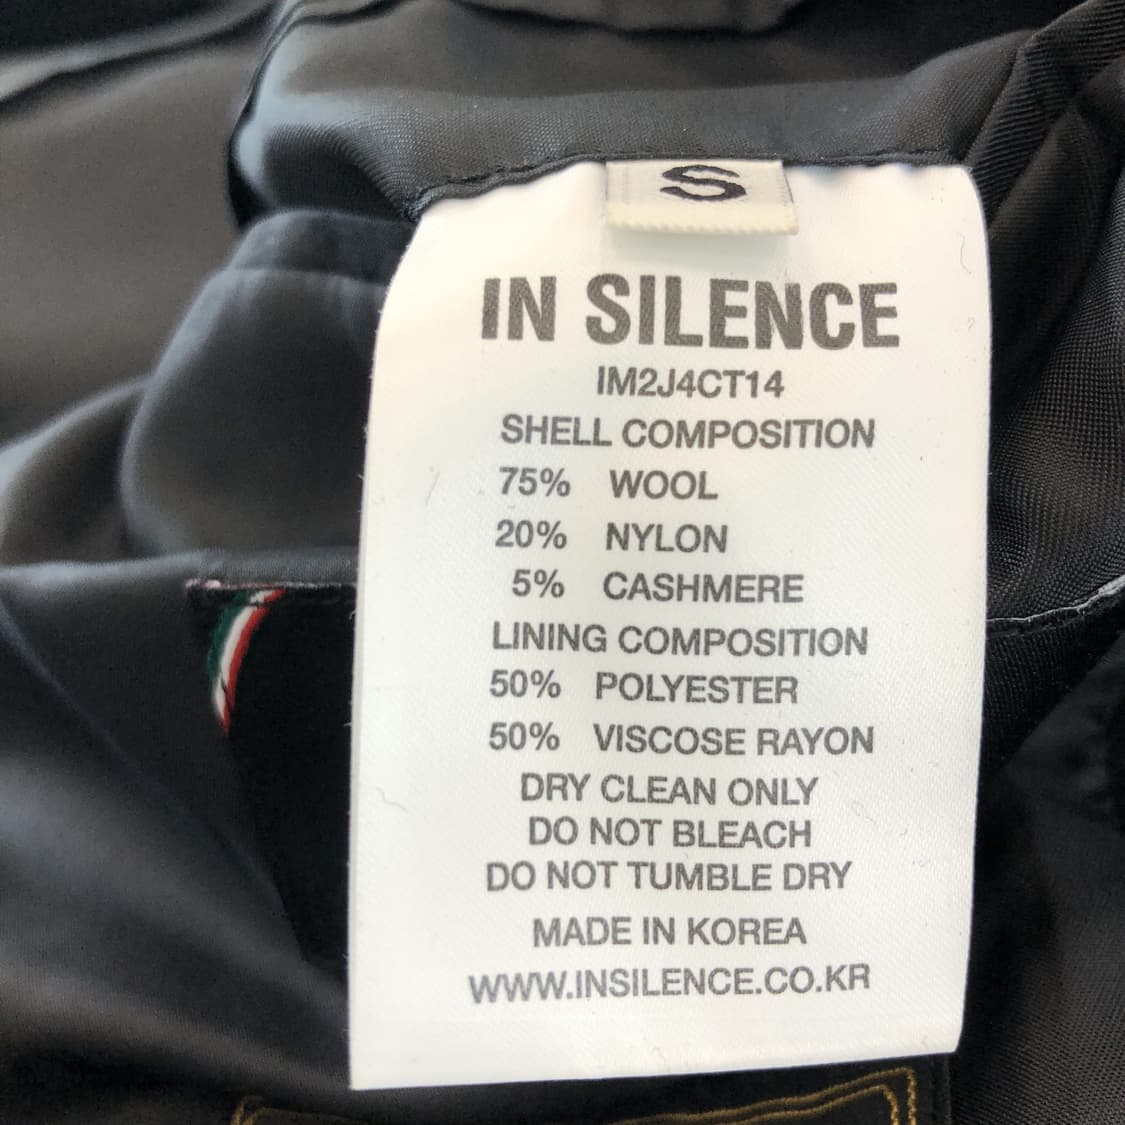 S
IN SILENCE
IM2J4CT14
SHELL COMPOSITION
75% WOOL
20% NYLON
5% CASHMERE
LINING COMPOSITION
50% POLYESTER
50% VISCOSE RAYON
DRY CLEAN ONLY
DO NOT BLEACH
DO NOT TUMBLE DRY
MADE IN KOREA
WWW.INSILENCE.CO.KR